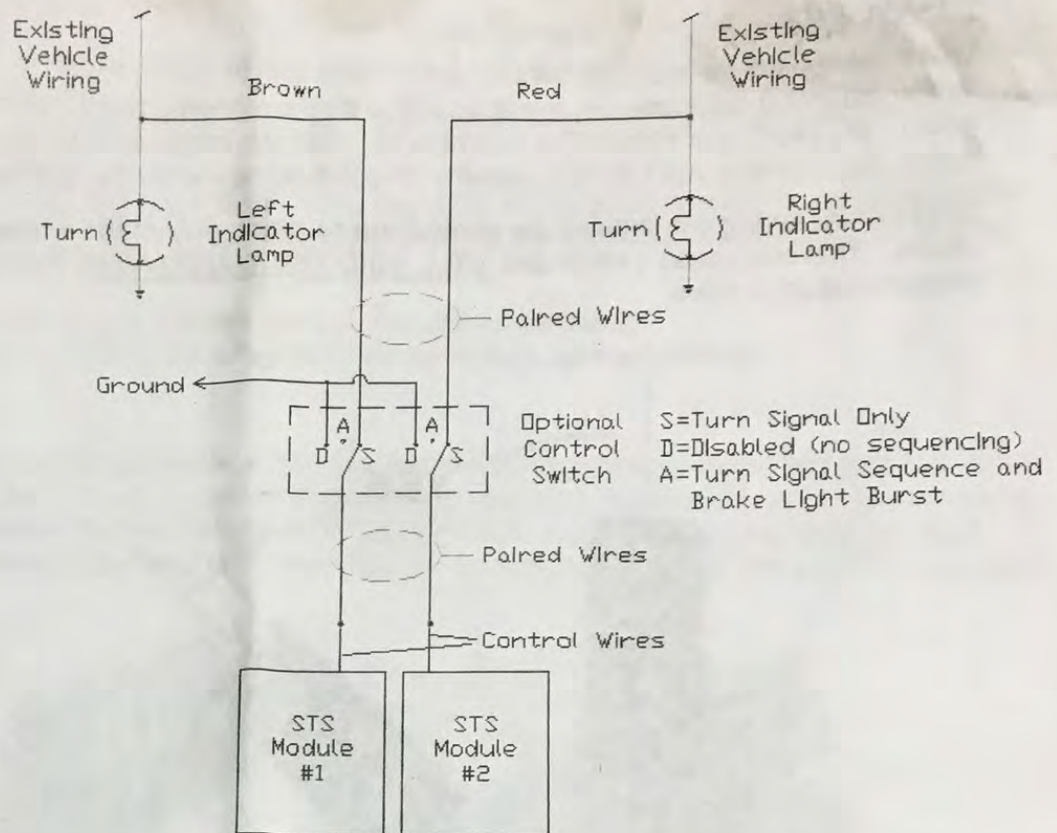 Existing
Vehicle
Wiring
Existing
Vehicle
Wiring
Brown
Red
Turn
Left
Indicator
Lamp
Turn
Right
Indicator
Lamp
Paired Wires
Ground
A
A
D
S
D
S
Optional
Control
Switch
S=Turn Signal Only
D=Disabled (no sequencing)
A=Turn Signal Sequence and
Brake Light Burst
Paired Wires
Control Wires
STS
Module
#1
STS
Module
#2